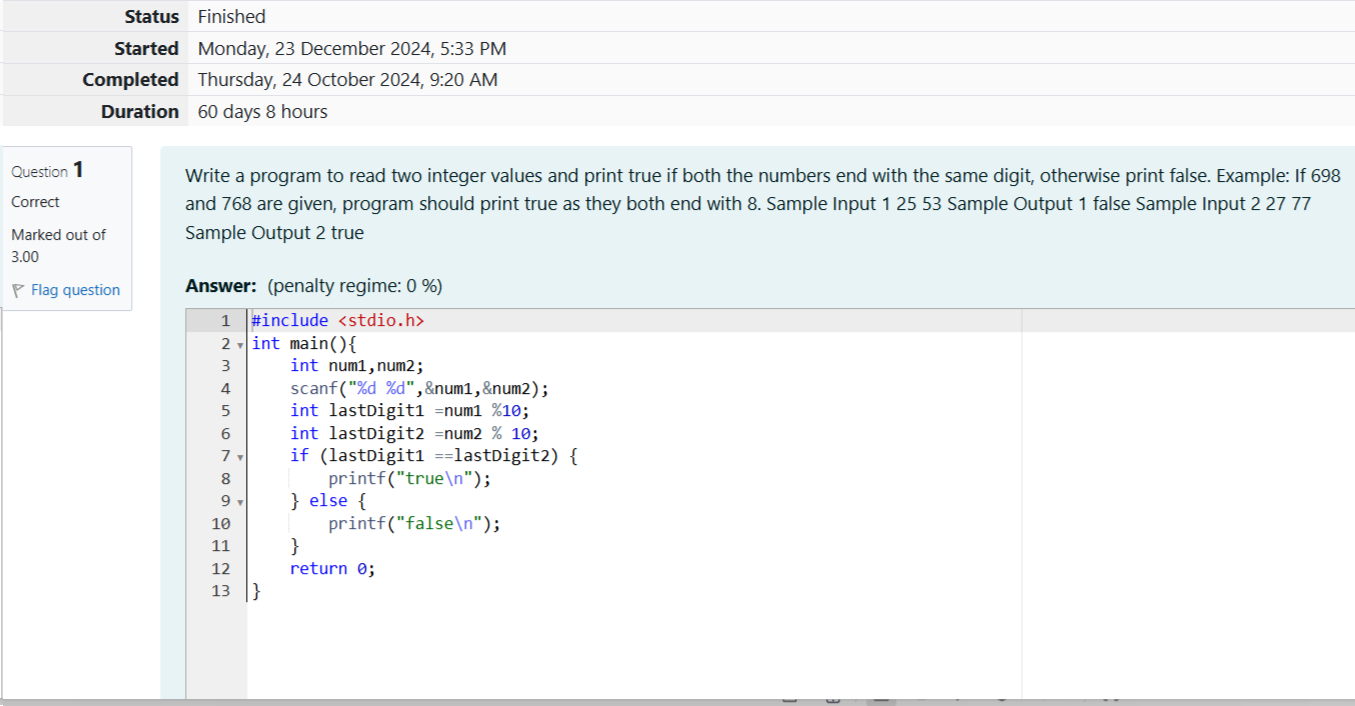 Status Finished
Started Monday, 23 December 2024, 5:33 PM
Completed Thursday, 24 October 2024, 9:20 AM
Duration 60 days 8 hours
Question 1
Correct
Marked out of
3.00
Flag question
Write a program to read two integer values and print true if both the numbers end with the same digit, otherwise print false. Example: If 698
and 768 are given, program should print true as they both end with 8. Sample Input 1 25 53 Sample Output 1 false Sample Input 2 27 77
Sample Output 2 true
Answer: (penalty regime: 0 %)
1 #include <stdio.h>
2 int main(){
3     int num1,num2;
4     scanf("%d %d",&num1,&num2);
5     int lastDigit1 =num1 %10;
6     int lastDigit2 =num2 % 10;
7     if (lastDigit1 ==lastDigit2) {
8         printf("true\n");
9     } else {
10         printf("false\n");
11     }
12     return 0;
13 }